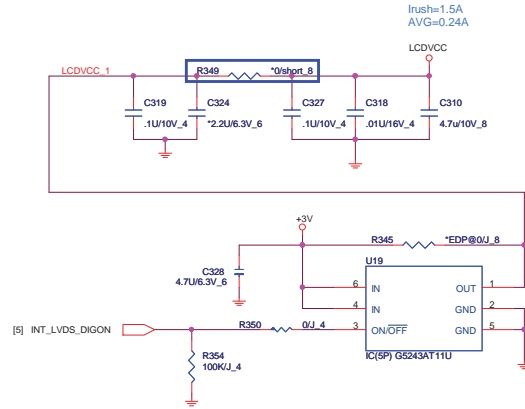 Irush=1.5A
AVG=0.24A
LCDVCC
LCDVCC_1
R349
*0/short_8
C319
.1U/10V_4
C324
*2.2U/6.3V_6
C327
.1U/10V_4
C318
.01U/16V_4
C310
4.7u/10V_8
+3V
R345
*EDP@0/J_8
U19
C328
4.7U/6.3V_6
6 IN OUT 1
4 IN GND 2
[5] INT_LVDS_DIGON
R350
0/J_4
3 ON/OFF GND 5
IC(5P) G5243AT11U
R354
100K/J_4